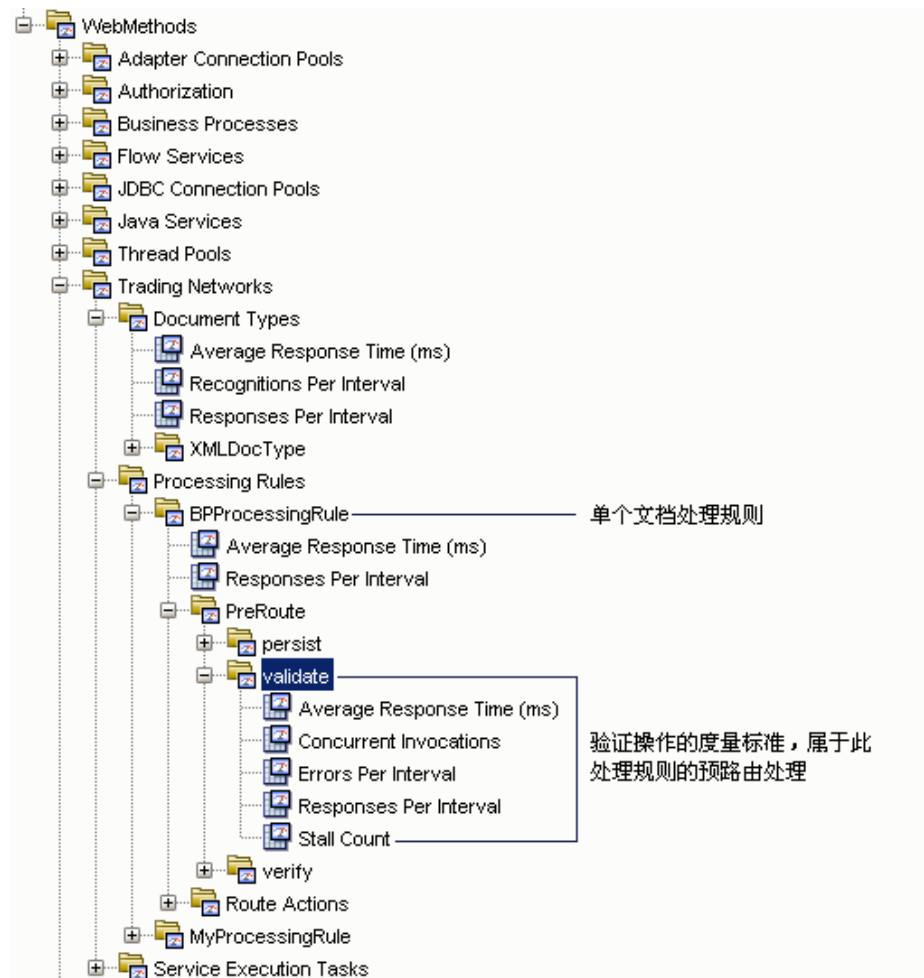 WebMethods
Adapter Connection Pools
Authorization
Business Processes
Flow Services
JDBC Connection Pools
Java Services
Thread Pools
Trading Networks
Document Types
Average Response Time (ms)
Recognitions Per Interval
Responses Per Interval
XMLDocType
Processing Rules
BPProcessingRule
单个文档处理规则
Average Response Time (ms)
Responses Per Interval
PreRoute
persist
validate
Average Response Time (ms)
Concurrent Invocations
验证操作的度量标准，属于此
处理规则的预路由处理
Errors Per Interval
Responses Per Interval
Stall Count
verify
Route Actions
MyProcessingRule
Service Execution Tasks